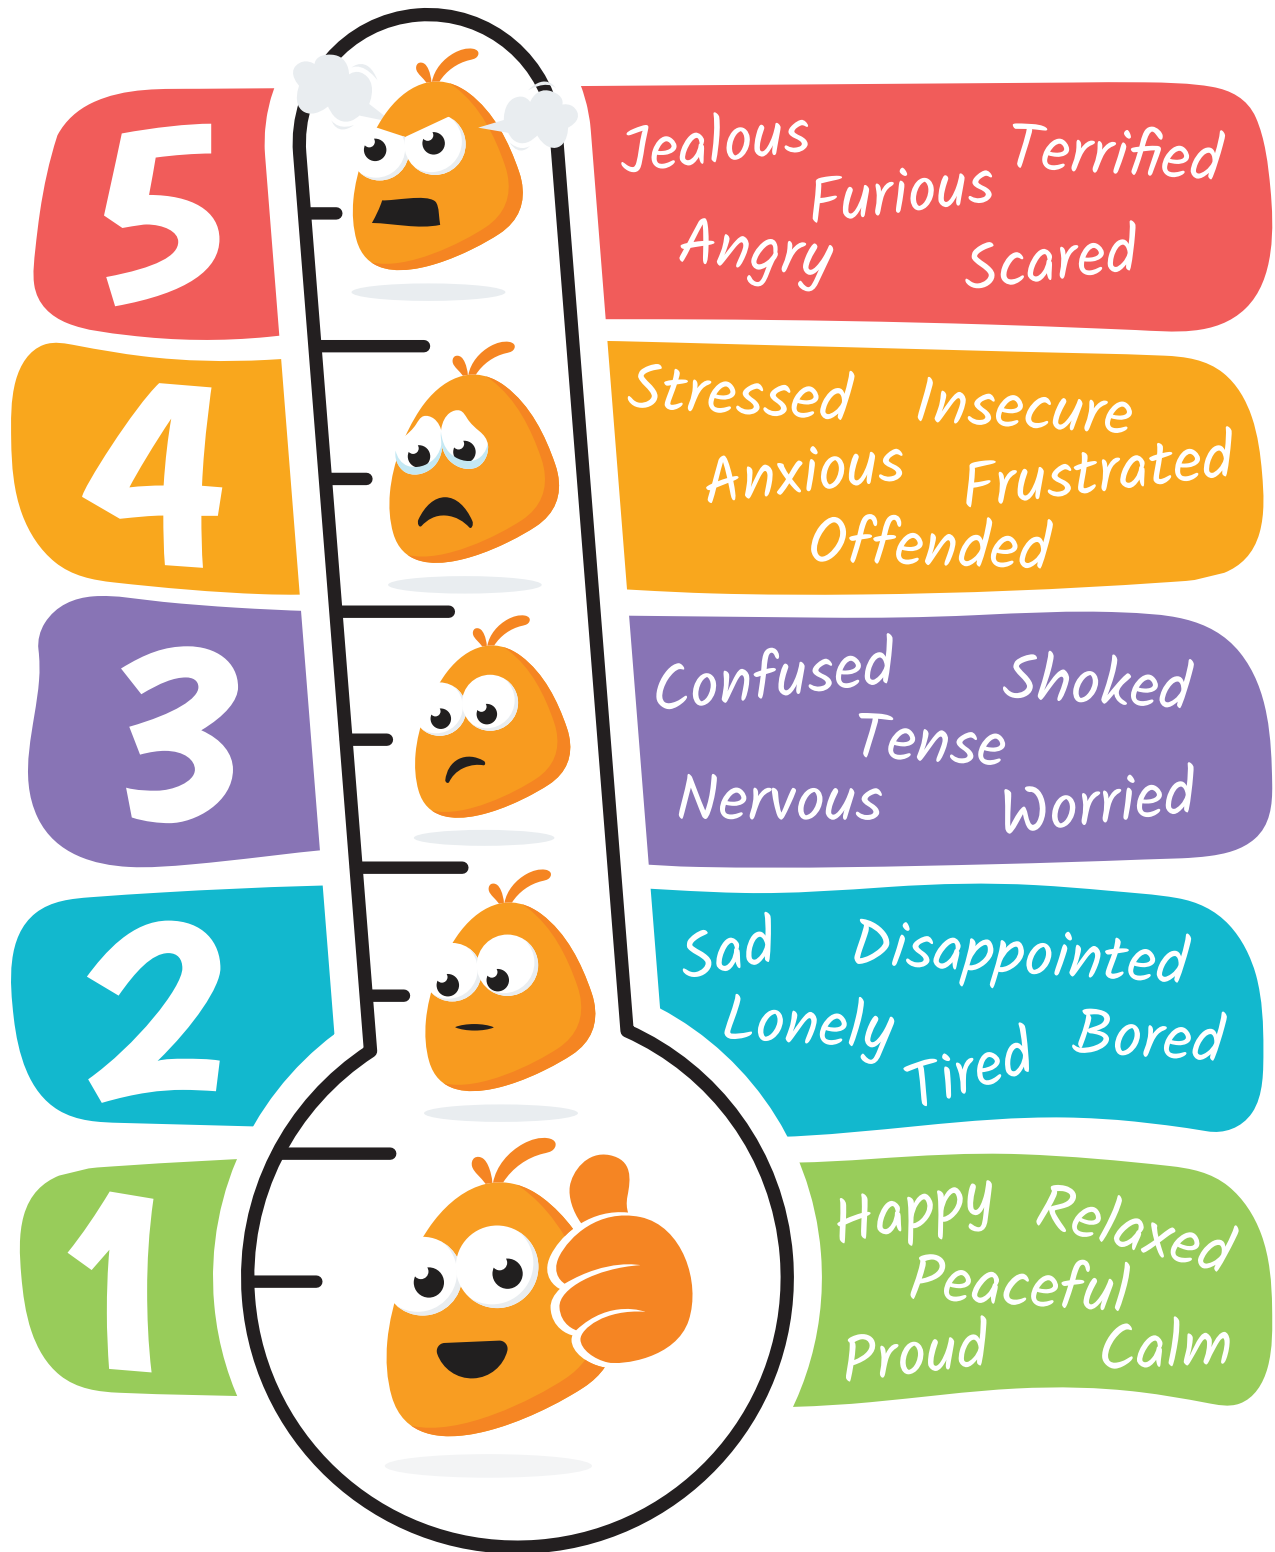 5
Jealous
Terrified
Furious
Angry
Scared
4
Stressed
Insecure
Anxious
Frustrated
Offended
3
Confused
Shoked
Tense
Nervous
Worried
2
Sad
Disappointed
Lonely
Bored
Tired
1
Happy
Relaxed
Peaceful
Proud
Calm